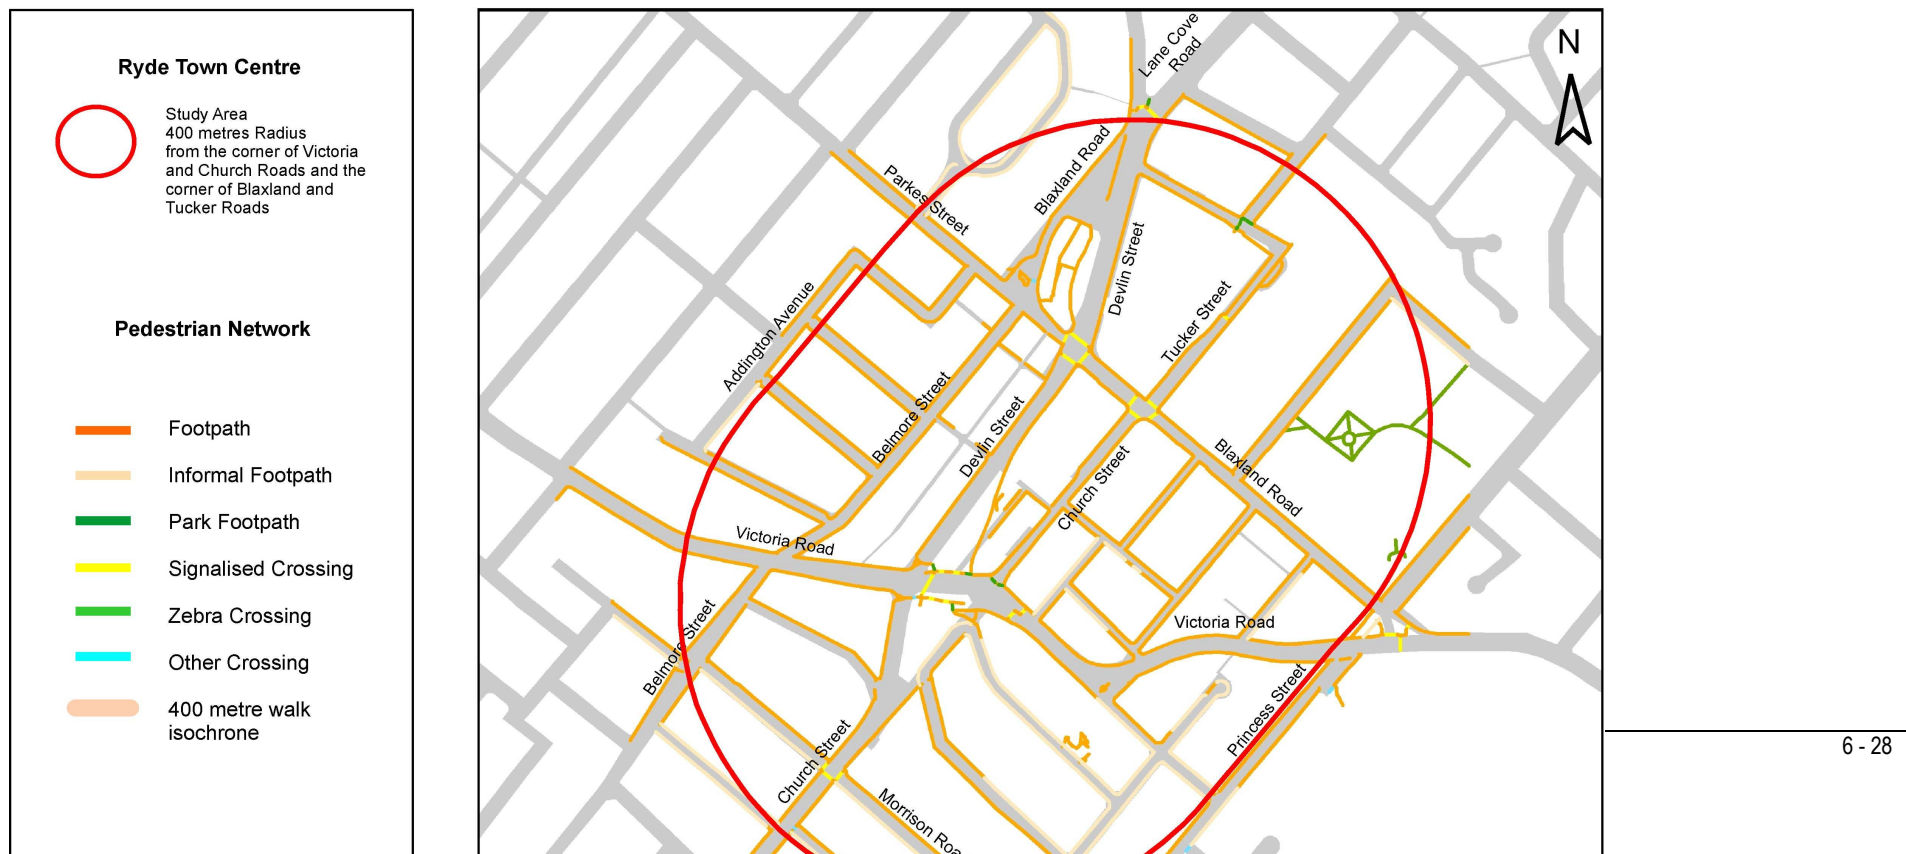 Ryde Town Centre
Study Area
400 metres Radius
from the corner of Victoria
and Church Roads and the
corner of Blaxland and
Tucker Roads
Pedestrian Network
Footpath
Informal Footpath
Park Footpath
Signalised Crossing
Zebra Crossing
Other Crossing
400 metre walk
isochrone
Lane Cove
Road
N
Blaxland Road
Parkes Street
Devlin Street
Addington Avenue
Tucker Street
Belmore Street
Devlin Street
Church Street
Blaxland Road
Victoria Road
Victoria Road
Belmore Street
Princess Street
Church Street
Morrison Roa
6 - 28